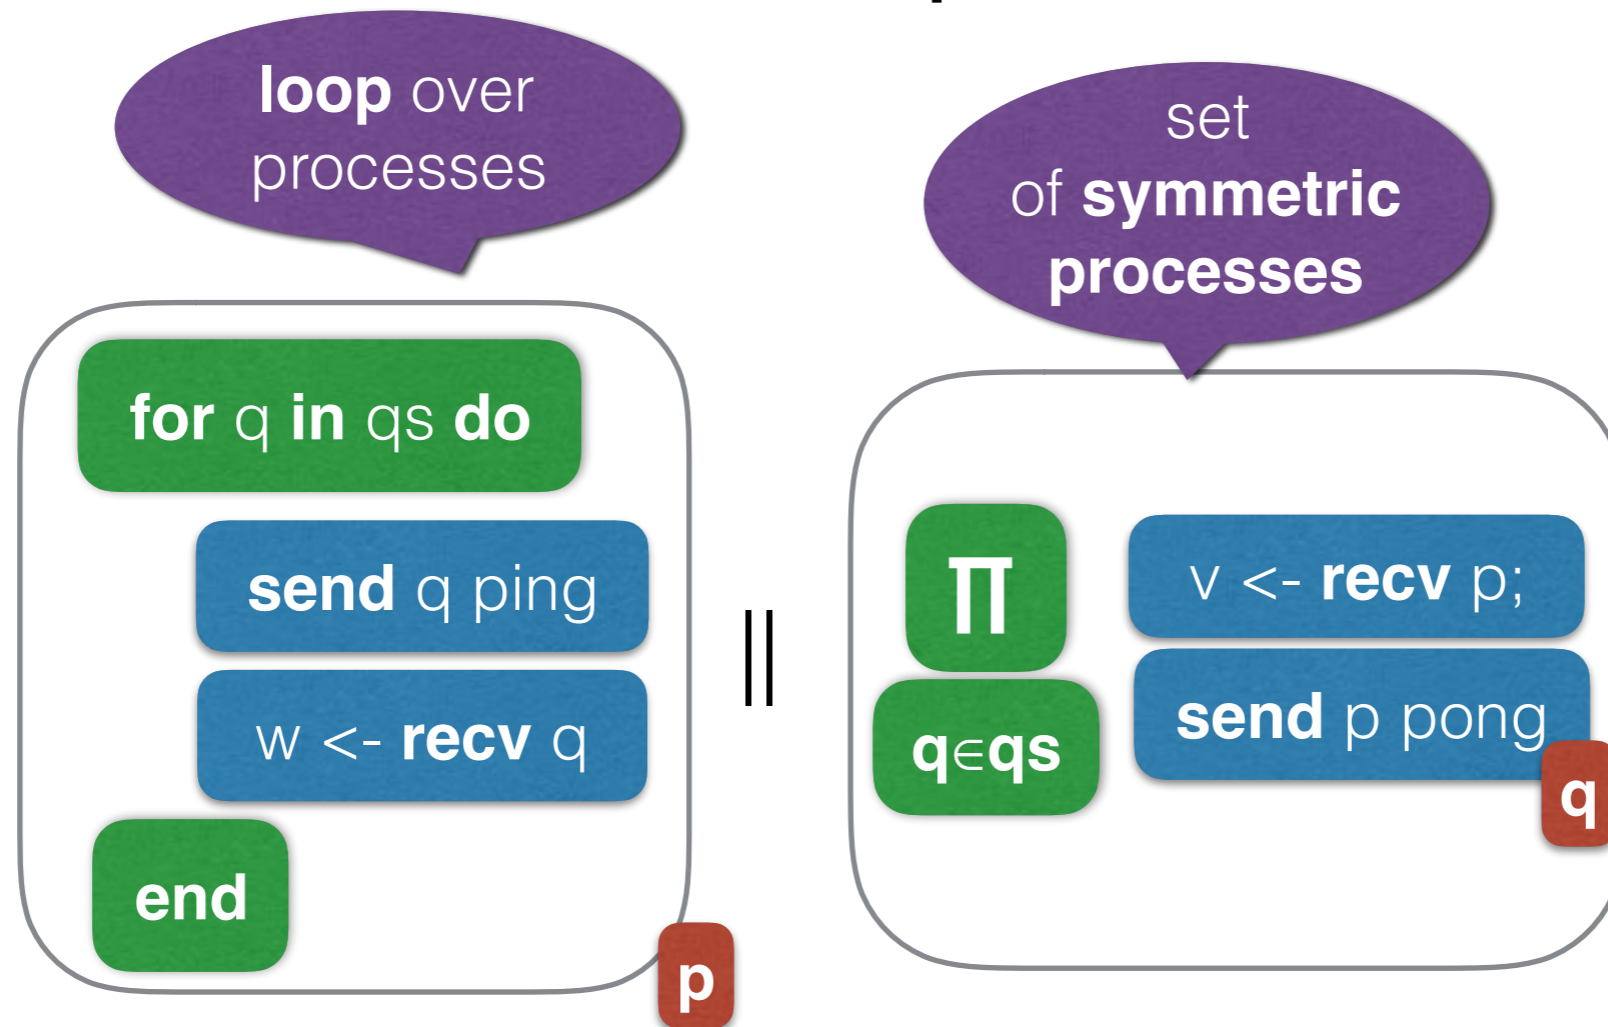 loop over
processes
set
of symmetric
processes
for q in qs do
send q ping
w <- recv q
end
p
||
∏
q∈qs
v <- recv p;
send p pong
q